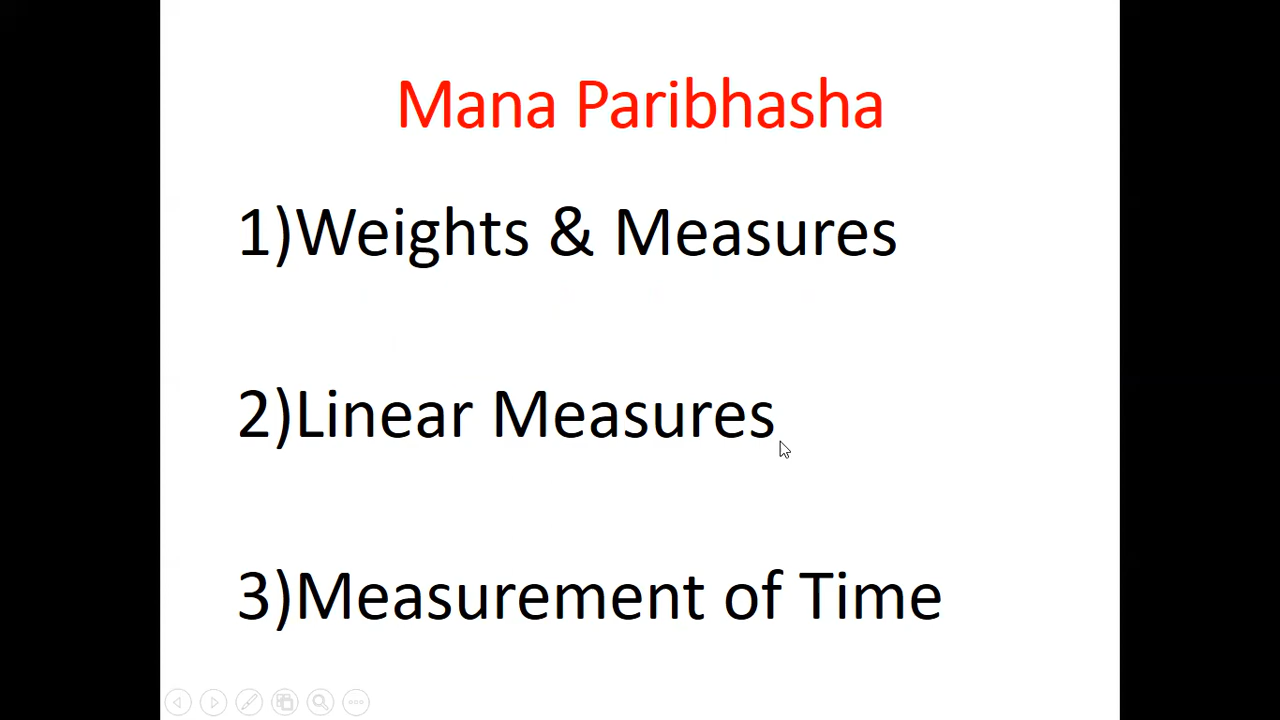 Mana Paribhasha
1)Weights & Measures
2)Linear Measures
3)Measurement of Time